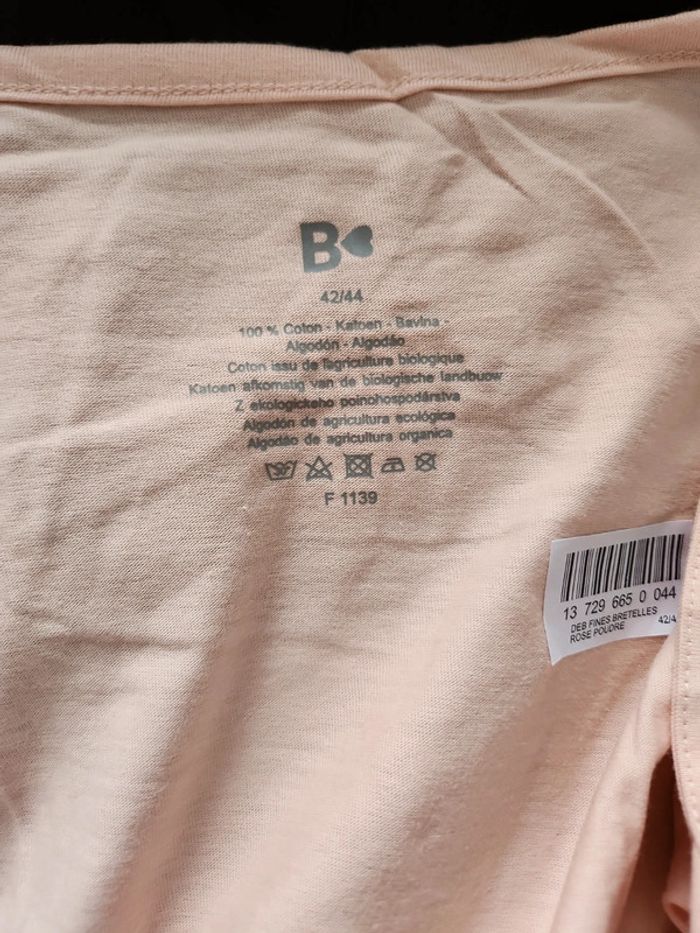 B
42/44
100 % Coton - Katoen - Bavlna -
Algodón - Algodão
Coton issu de l'agriculture biologique
Katoen afkomstig van de biologische landbouw
Z ekologického poľnohospodárstva
Algodón de agricultura ecológica
Algodão de agricultura organica
F 1139
13 729 665 0 044
DEB FINES BRETELLES
ROSE POUDRE 42/4